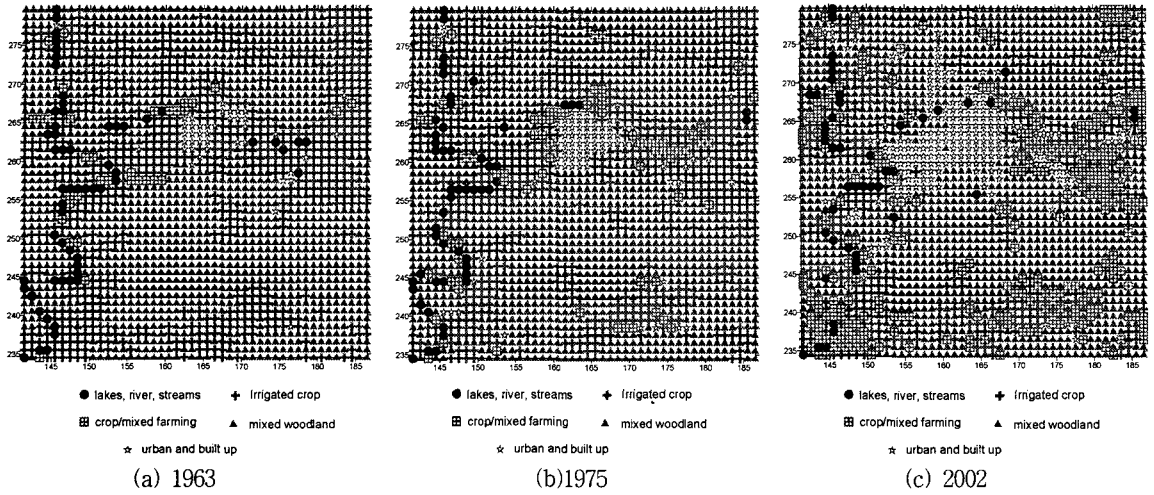 275
270
265
260
255
250
245
240
235
145 150 155 160 165 170 175 180 185
lakes, river, streams
Irrigated crop
crop/mixed farming
mixed woodland
urban and built up
(a) 1963
275
270
265
260
255
250
245
240
235
145 150 155 160 165 170 175 180 185
lakes, river, streams
Irrigated crop
crop/mixed farming
mixed woodland
urban and built up
(b)1975
275
270
265
260
255
250
245
240
235
145 150 155 160 165 170 175 180 185
lakes, river, streams
Irrigated crop
crop/mixed farming
mixed woodland
urban and built up
(c) 2002